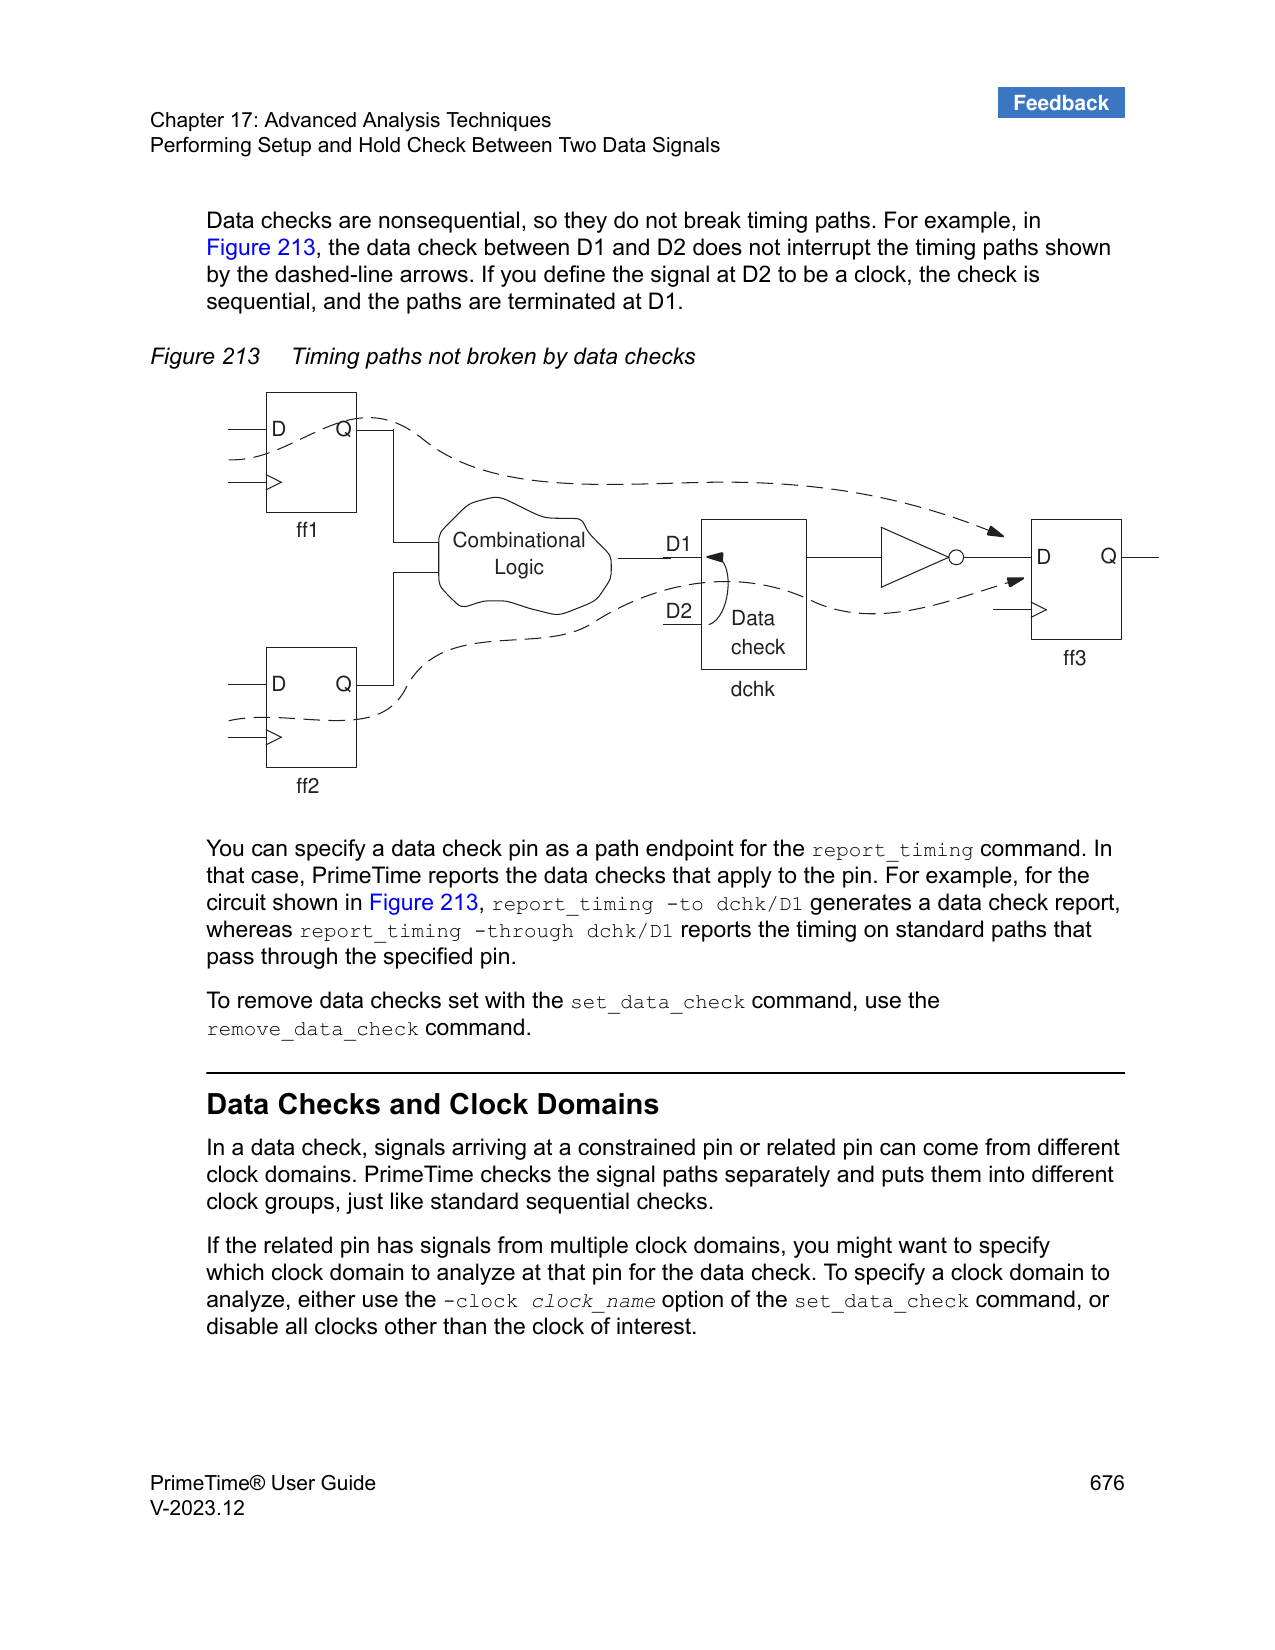 Feedback
Chapter 17: Advanced Analysis Techniques
Performing Setup and Hold Check Between Two Data Signals
Data checks are nonsequential, so they do not break timing paths. For example, in
Figure 213, the data check between D1 and D2 does not interrupt the timing paths shown
by the dashed-line arrows. If you define the signal at D2 to be a clock, the check is
sequential, and the paths are terminated at D1.
Figure 213 Timing paths not broken by data checks
D Q
ff1
Combinational
Logic
D1
D2
Data
check
dchk
D Q
ff3
D Q
ff2
You can specify a data check pin as a path endpoint for the report_timing command. In
that case, PrimeTime reports the data checks that apply to the pin. For example, for the
circuit shown in Figure 213, report_timing -to dchk/D1 generates a data check report,
whereas report_timing -through dchk/D1 reports the timing on standard paths that
pass through the specified pin.
To remove data checks set with the set_data_check command, use the
remove_data_check command.
Data Checks and Clock Domains
In a data check, signals arriving at a constrained pin or related pin can come from different
clock domains. PrimeTime checks the signal paths separately and puts them into different
clock groups, just like standard sequential checks.
If the related pin has signals from multiple clock domains, you might want to specify
which clock domain to analyze at that pin for the data check. To specify a clock domain to
analyze, either use the -clock clock_name option of the set_data_check command, or
disable all clocks other than the clock of interest.
PrimeTime® User Guide 676
V-2023.12